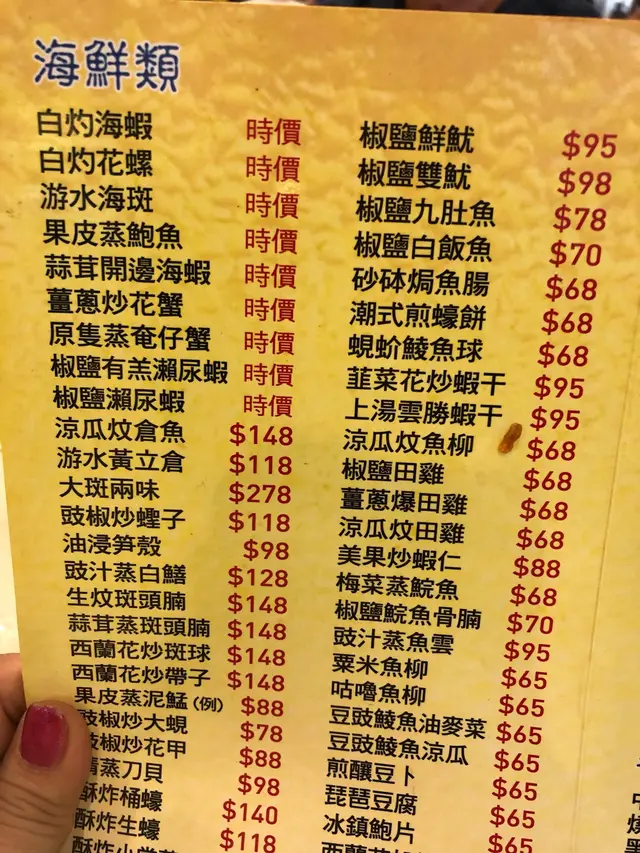 海鮮類
白灼海蝦 時價
白灼花螺 時價
游水海斑 時價
果皮蒸鮑魚 時價
蒜茸開邊海蝦 時價
薑蔥炒花蟹 時價
原隻蒸奄仔蟹 時價
椒鹽有羔瀨尿蝦 時價
椒鹽瀨尿蝦 時價
涼瓜炆倉魚 $148
游水黃立倉 $118
大斑兩味 $278
豉椒炒蟶子 $118
油浸筍殼 $98
豉汁蒸白鱔 $128
生炆斑頭腩 $148
蒜茸蒸斑頭腩 $148
西蘭花炒斑球 $148
西蘭花炒帶子 $148
果皮蒸泥鯭(例) $88
豉椒炒大蜆 $78
豉椒炒花甲 $88
清蒸刀貝 $98
酥炸桶蠔 $140
酥炸生蠔 $118
椒鹽鮮魷 $95
椒鹽雙魷 $98
椒鹽九肚魚 $78
椒鹽白飯魚 $70
砂砵焗魚腸 $68
潮式煎蠔餅 $68
蜆蚧鯪魚球 $68
韮菜花炒蝦干 $95
上湯雲勝蝦干 $95
涼瓜炆魚柳 $68
椒鹽田雞 $68
薑蔥爆田雞 $68
涼瓜炆田雞 $68
美果炒蝦仁 $88
梅菜蒸鯇魚 $68
椒鹽鯇魚骨腩 $70
豉汁蒸魚雲 $95
粟米魚柳 $65
咕嚕魚柳 $65
豆豉鯪魚油麥菜 $65
豆豉鯪魚涼瓜 $65
煎釀豆卜 $65
琵琶豆腐 $65
冰鎮鮑片 $65